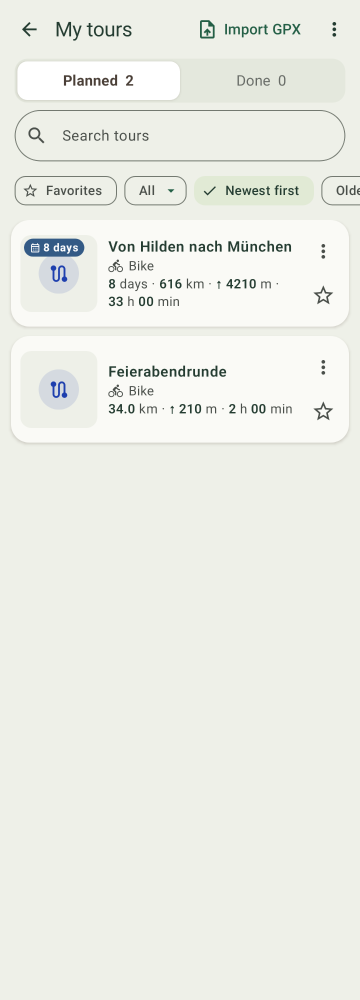 My tours
Import GPX
Planned 2
Done 0
Search tours
Favorites
All
Newest first
Olde
8 days
Von Hilden nach München
Bike
8 days · 616 km · ↑ 4210 m ·
33 h 00 min
Feierabendrunde
Bike
34.0 km · ↑ 210 m · 2 h 00 min